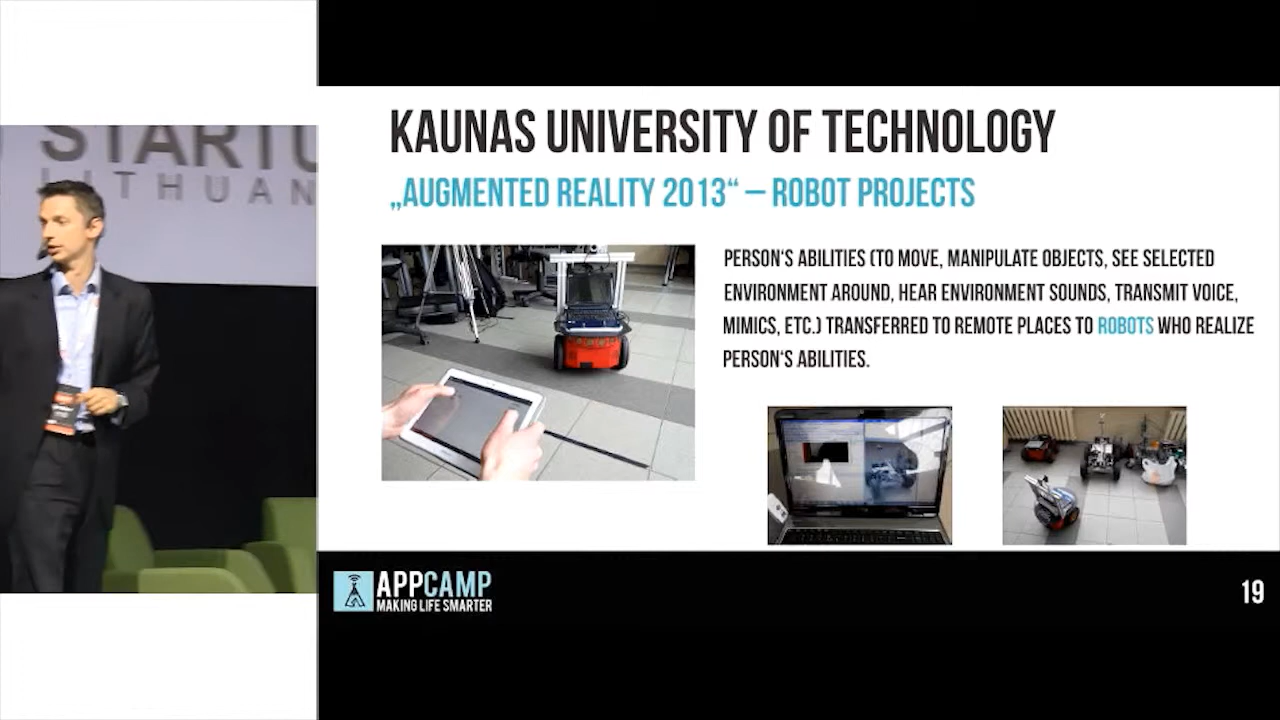 STARTU
LITHUAN
KAUNAS UNIVERSITY OF TECHNOLOGY
„AUGMENTED REALITY 2013“ – ROBOT PROJECTS
PERSON'S ABILITIES (TO MOVE, MANIPULATE OBJECTS, SEE SELECTED
ENVIRONMENT AROUND, HEAR ENVIRONMENT SOUNDS, TRANSMIT VOICE,
MIMICS, ETC.) TRANSFERRED TO REMOTE PLACES TO ROBOTS WHO REALIZE
PERSON'S ABILITIES.
APPCAMP
MAKING LIFE SMARTER
19